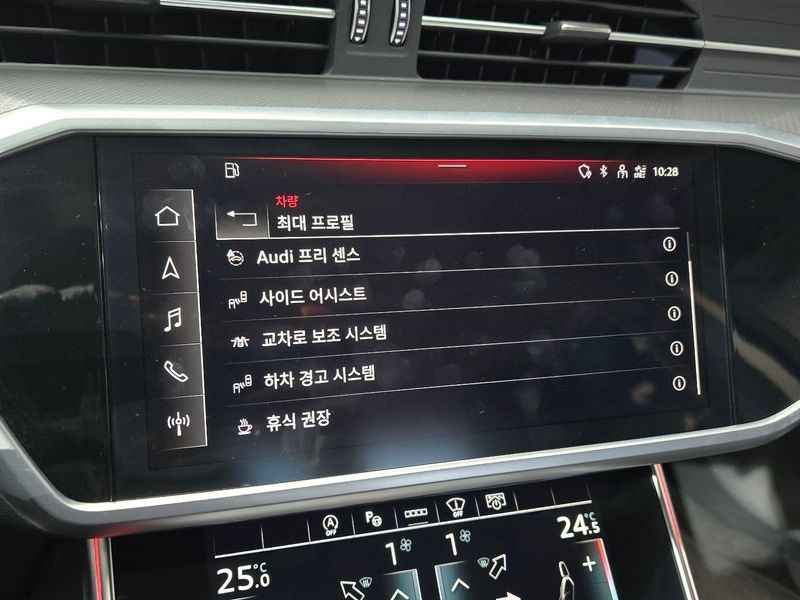 10:28
차량
최대 프로필
Audi 프리 센스
사이드 어시스트
교차로 보조 시스템
하차 경고 시스템
휴식 권장
OFF
OFF
25.0°C
1
1
24.5°C